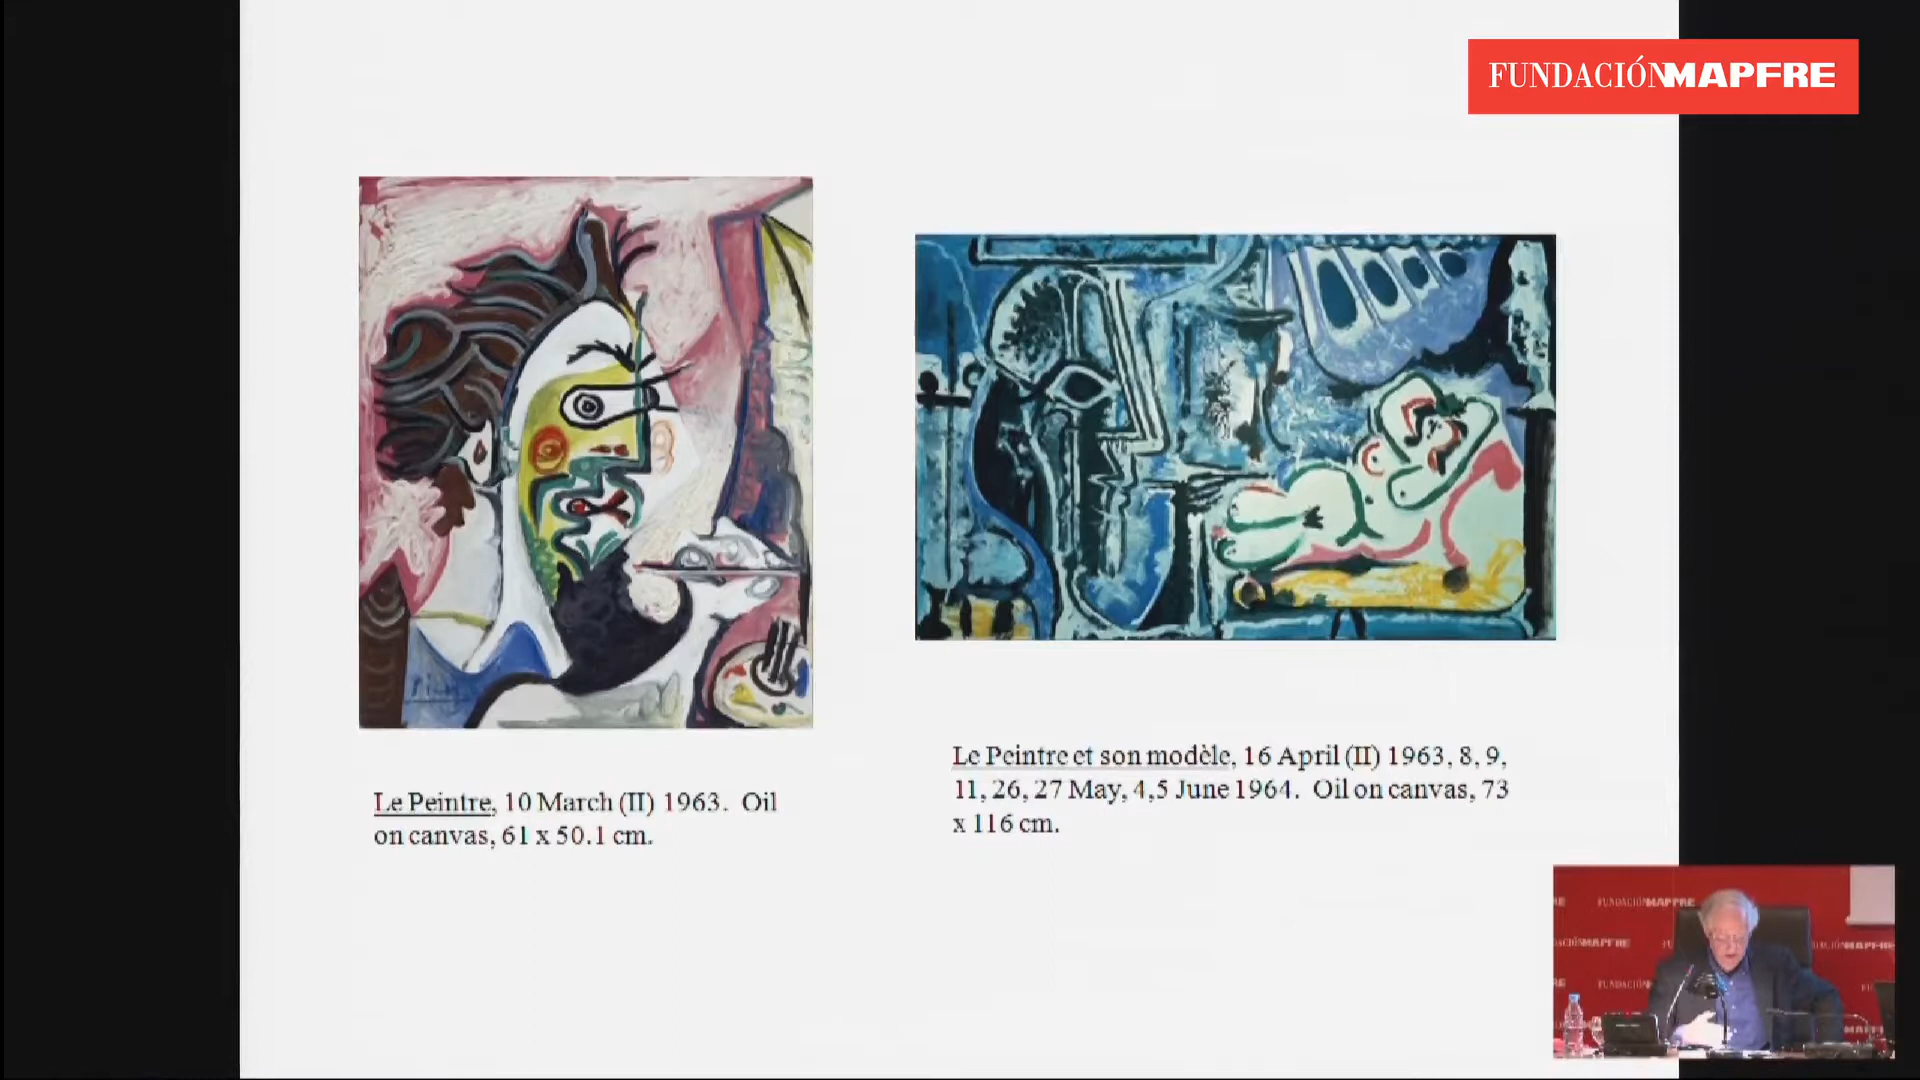 FUNDACIÓNMAPFRE
Le Peintre, 10 March (II) 1963. Oil
on canvas, 61 x 50.1 cm.
Le Peintre et son modèle, 16 April (II) 1963, 8, 9,
11, 26, 27 May, 4,5 June 1964. Oil on canvas, 73
x 116 cm.
FUNDACIÓNMAPFRE